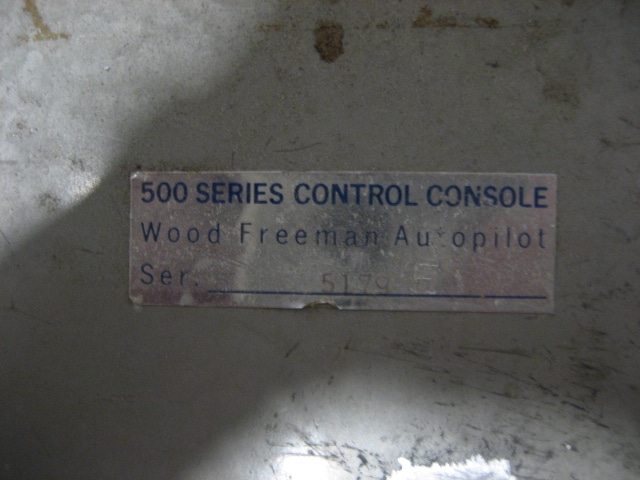 500 SERIES CONTROL CONSOLE
Wood Freeman Autopilot
Ser. 5179 E